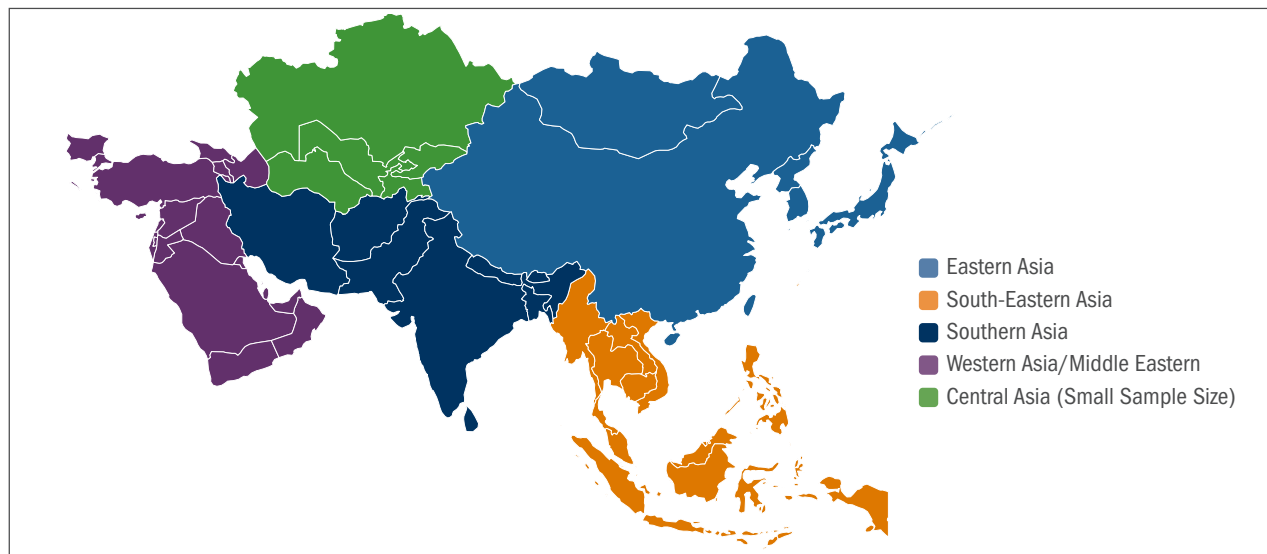 Eastern Asia
South-Eastern Asia
Southern Asia
Western Asia/Middle Eastern
Central Asia (Small Sample Size)